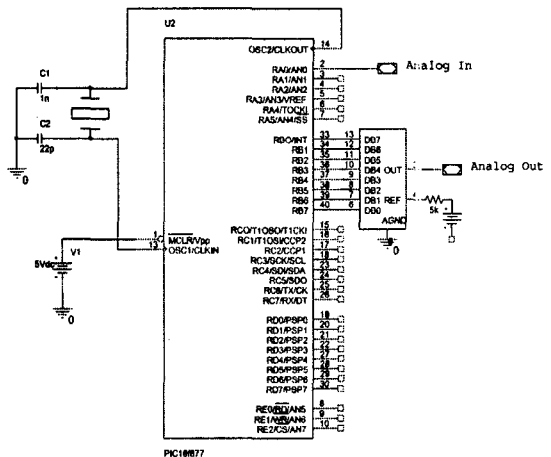 U2
OSC2/CLKOUT 14
RA0/AN0 2 Analog In
RA1/AN1 3
RA2/AN2 4
RA3/AN3/VREF 5
RA4/TOCKI 6
RA5/AN4/SS 7
C1
1n
C2
22p
0
RBO/INT 33 13 DB7
RB1 34 12 DB6
RB2 35 11 DB5
RB3 36 10 DB4 OUT Analog Out
RB4 37 9 DB3
RB5 38 8 DB2
RB6 39 7 DB1 REF
RB7 40 6 DB0
5k
AGND
0
1 MCLR/Vpp
13 OSC1/CLKIN
V1
5Vdc
0
RC0/T1OSO/T1CKI 15
RC1/T1OSI/CCP2 16
RC2/CCP1 17
RC3/SCK/SCL 18
RC4/SDI/SDA 23
RC5/SDO 24
RC6/TX/CK 25
RC7/RX/DT 26
RD0/PSP0 19
RD1/PSP1 20
RD2/PSP2 21
RD3/PSP3 22
RD4/PSP4 27
RD5/PSP5 28
RD6/PSP6 29
RD7/PSP7 30
RE0/RD/AN5 8
RE1/WR/AN6 9
RE2/CS/AN7 10
PIC16f877